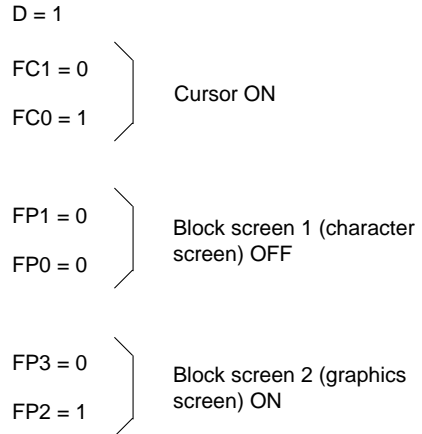 D = 1
FC1 = 0
FC0 = 1
Cursor ON
FP1 = 0
FP0 = 0
Block screen 1 (character
screen) OFF
FP3 = 0
FP2 = 1
Block screen 2 (graphics
screen) ON